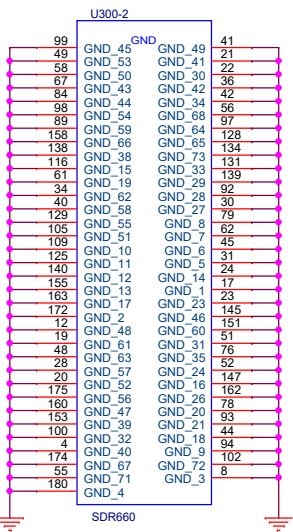 U300-2
GND
99 GND_45 GND_49 41
49 GND_53 GND_41 21
58 GND_50 GND_30 22
67 GND_43 GND_42 36
84 GND_44 GND_34 42
98 GND_54 GND_68 56
89 GND_59 GND_64 97
158 GND_66 GND_65 128
138 GND_38 GND_73 134
116 GND_15 GND_33 131
61 GND_19 GND_29 139
34 GND_62 GND_28 92
40 GND_58 GND_27 30
129 GND_55 GND_8 79
105 GND_51 GND_7 62
109 GND_10 GND_6 45
125 GND_11 GND_5 31
140 GND_12 GND_14 24
155 GND_13 GND_1 17
163 GND_17 GND_23 23
172 GND_2 GND_46 145
12 GND_48 GND_60 151
19 GND_61 GND_31 51
48 GND_63 GND_35 76
28 GND_57 GND_24 52
20 GND_52 GND_16 147
175 GND_56 GND_26 162
160 GND_47 GND_20 78
153 GND_39 GND_21 93
100 GND_32 GND_18 44
4 GND_40 GND_9 94
174 GND_67 GND_72 102
55 GND_71 GND_3 8
180 GND_4
SDR660